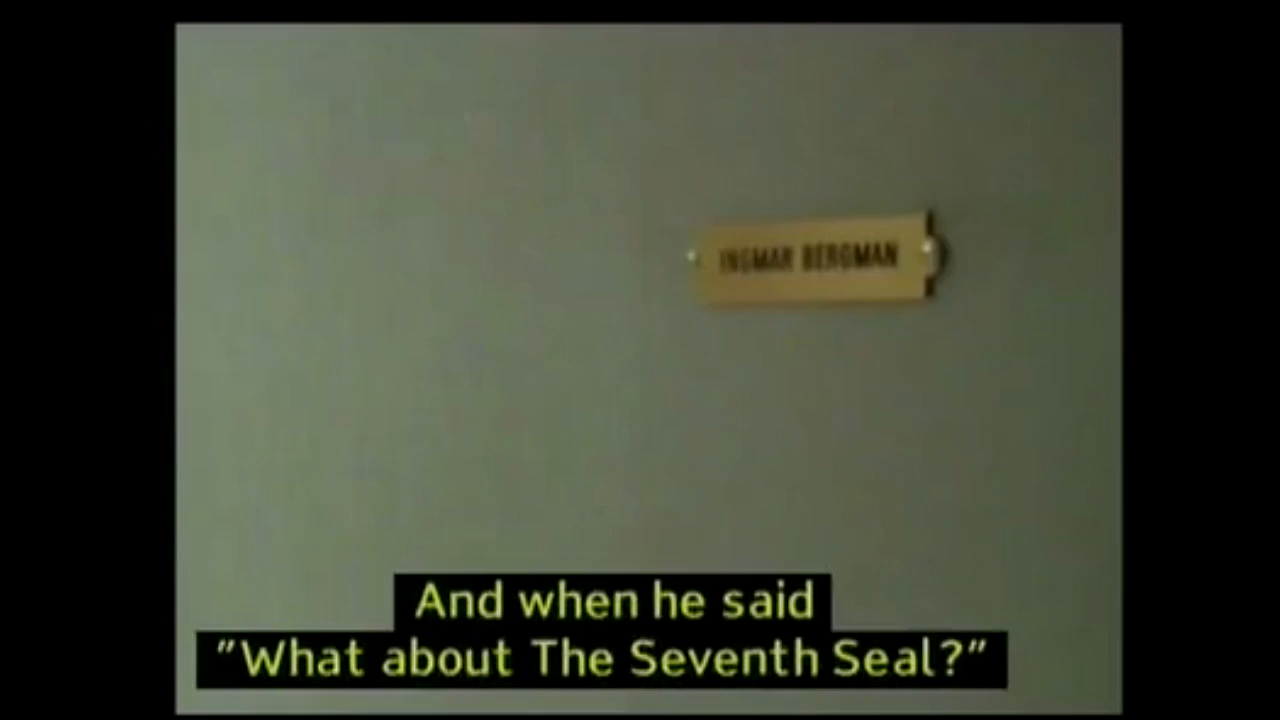 INGMAR BERGMAN
And when he said
"What about The Seventh Seal?"